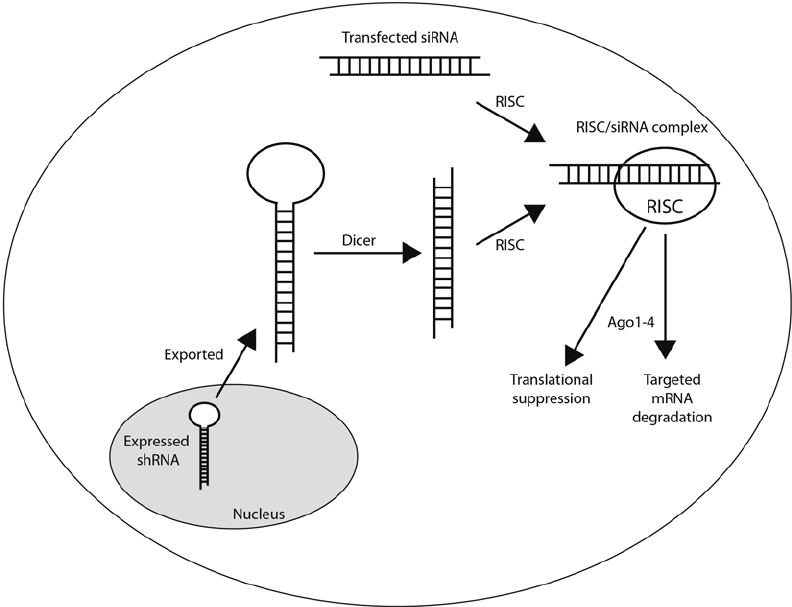 Transfected siRNA
RISC
RISC/siRNA complex
RISC
Dicer
RISC
Ago1-4
Exported
Translational
suppression
Targeted
mRNA
degradation
Expressed
shRNA
Nucleus